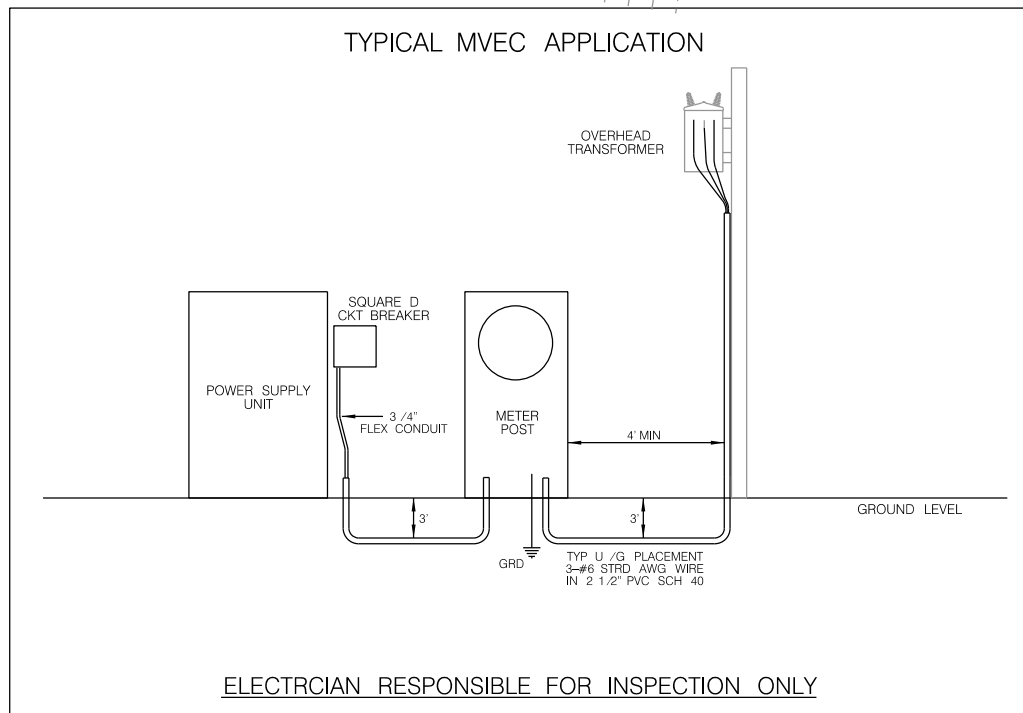 TYPICAL MVEC APPLICATION
OVERHEAD
TRANSFORMER
SQUARE D
CKT BREAKER
POWER SUPPLY
UNIT
3 /4"
FLEX CONDUIT
METER
POST
4' MIN
3'
3'
GROUND LEVEL
GRD
TYP U /G PLACEMENT
3-#6 STRD AWG WIRE
IN 2 1/2" PVC SCH 40
ELECTRCIAN RESPONSIBLE FOR INSPECTION ONLY